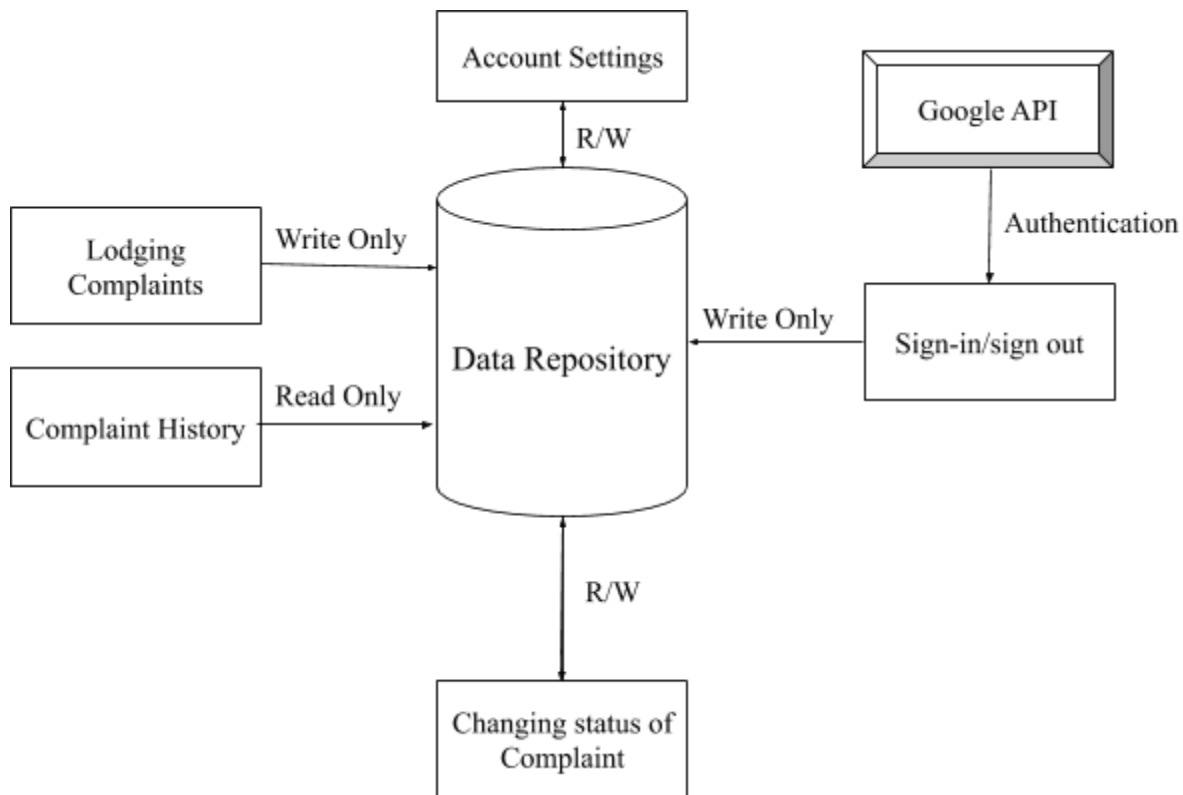 Account Settings
Google API
R/W
Authentication
Lodging
Complaints
Write Only
Write Only
Data Repository
Sign-in/sign out
Read Only
Complaint History
R/W
Changing status of
Complaint